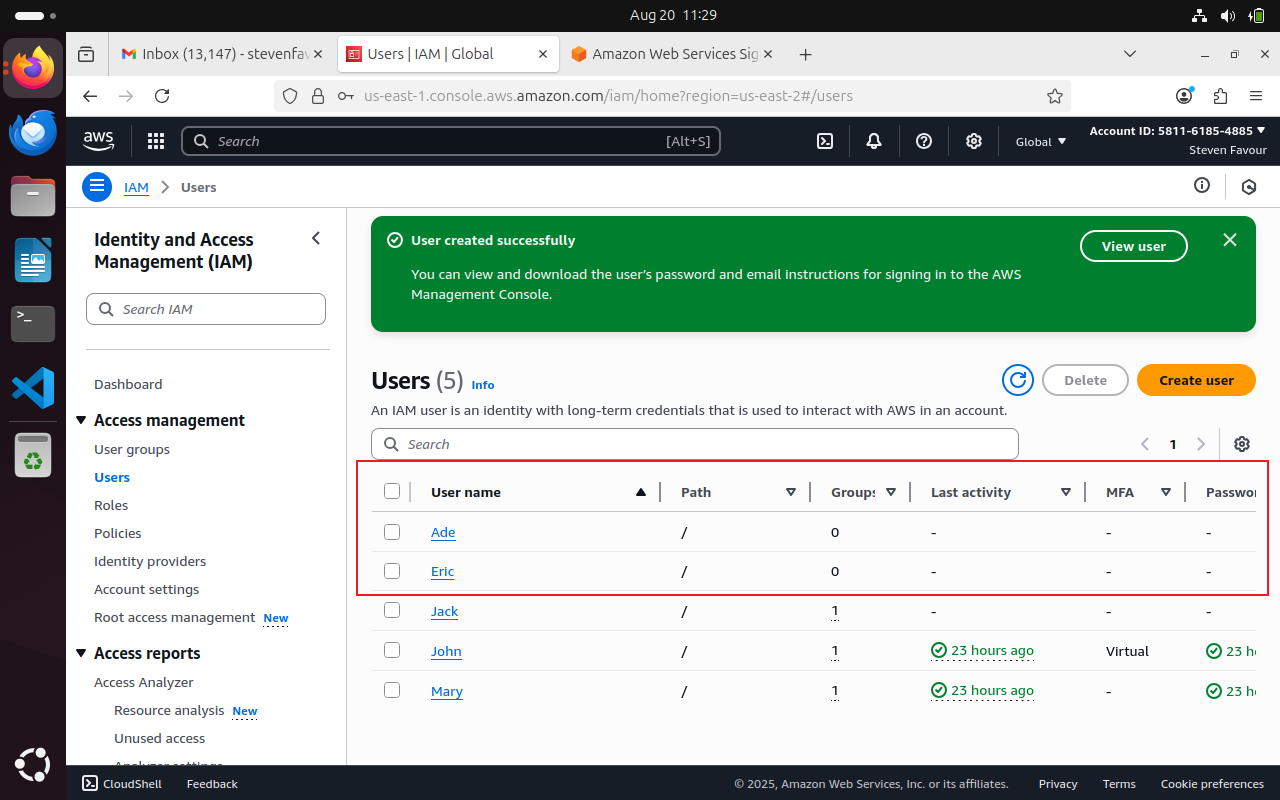 Aug 20 11:29
Inbox (13,147) - stevenfav
Users | IAM | Global
Amazon Web Services Sig
us-east-1.console.aws.amazon.com/iam/home?region=us-east-2#/users
aws
Search
[Alt+S]
Global
Account ID: 5811-6185-4885
Steven Favour
IAM
Users
Identity and Access
Management (IAM)
Search IAM
Dashboard
Access management
User groups
Users
Roles
Policies
Identity providers
Account settings
Root access management New
Access reports
Access Analyzer
Resource analysis New
Unused access
Analyzer settings
User created successfully
You can view and download the user's password and email instructions for signing in to the AWS
Management Console.
View user
Users (5) Info
Delete
Create user
An IAM user is an identity with long-term credentials that is used to interact with AWS in an account.
Search
1
User name Path Groups Last activity MFA Passwor
Ade / 0 - - -
Eric / 0 - - -
Jack / 1 - - -
John / 1 23 hours ago Virtual 23 ho
Mary / 1 23 hours ago - 23 ho
CloudShell Feedback © 2025, Amazon Web Services, Inc. or its affiliates. Privacy Terms Cookie preferences